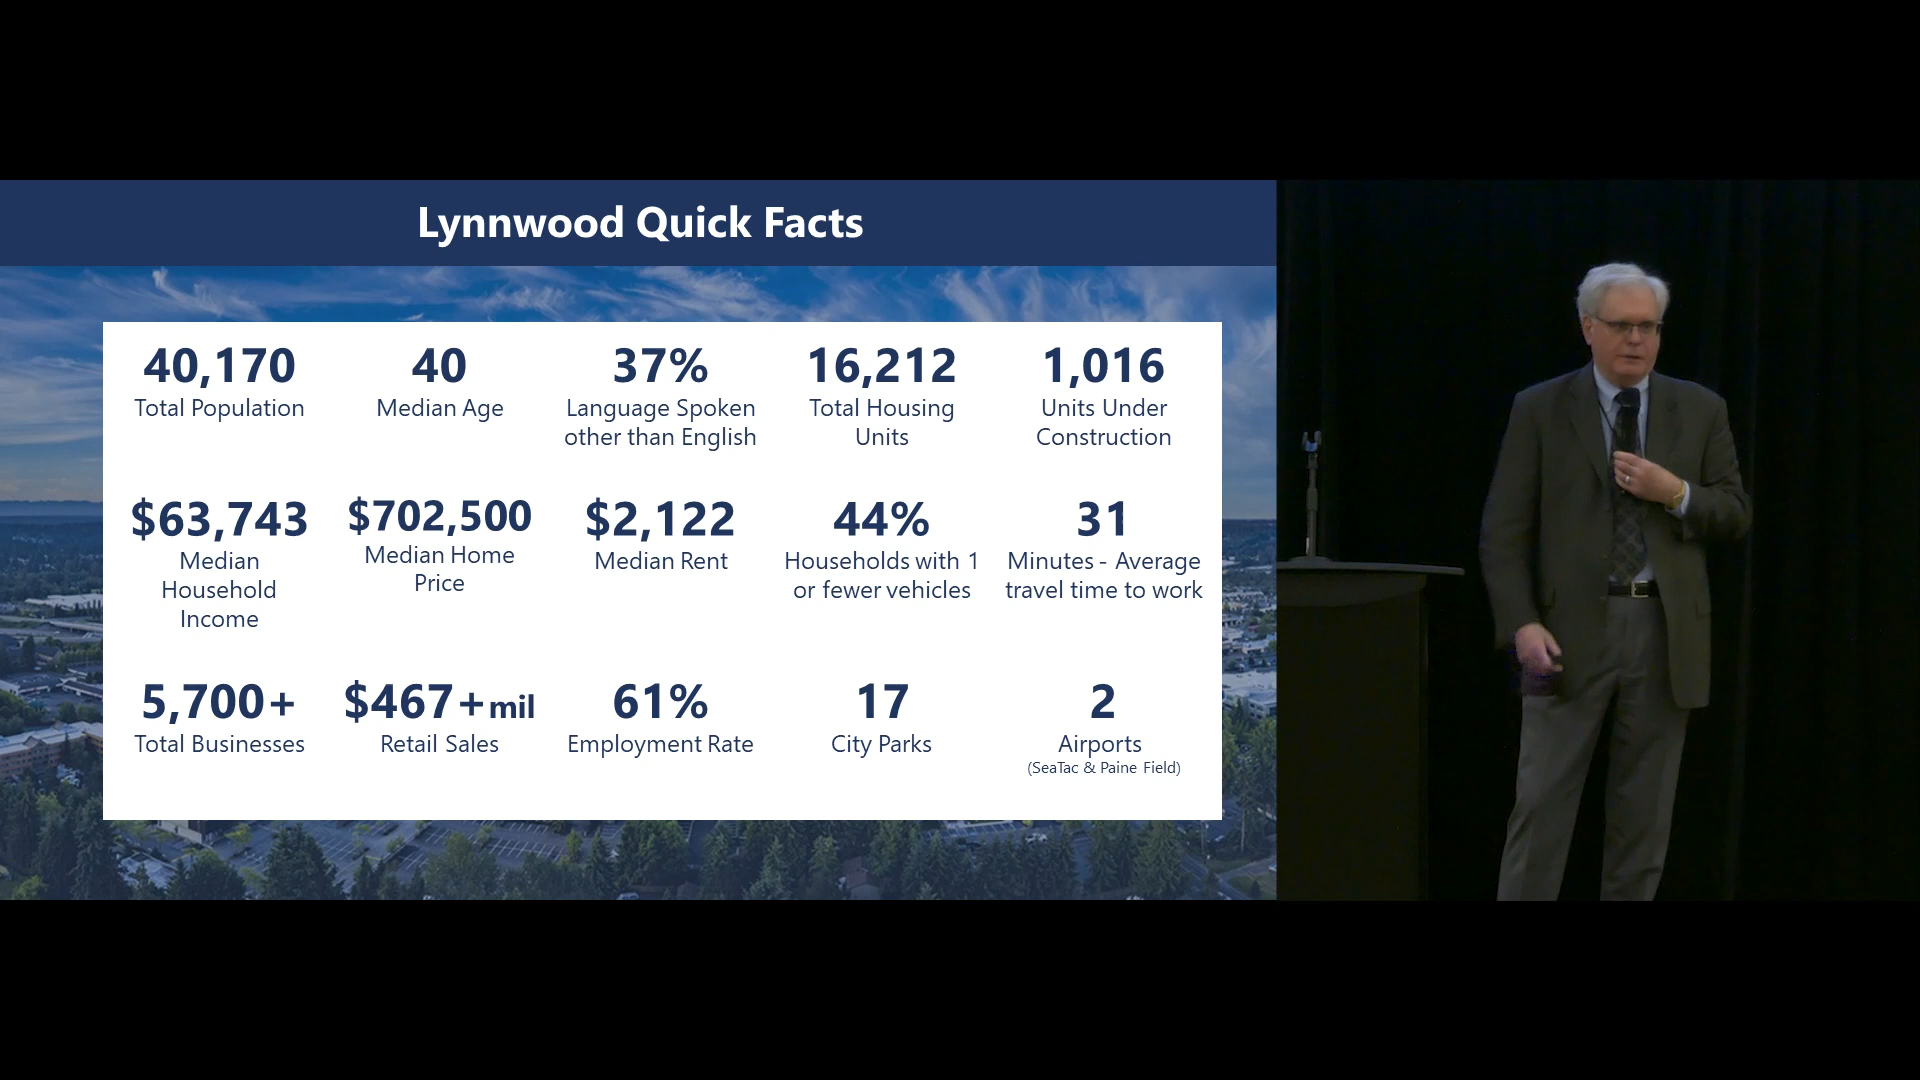 Lynnwood Quick Facts
40,170
Total Population
40
Median Age
37%
Language Spoken
other than English
16,212
Total Housing
Units
1,016
Units Under
Construction
$63,743
Median
Household
Income
$702,500
Median Home
Price
$2,122
Median Rent
44%
Households with 1
or fewer vehicles
31
Minutes - Average
travel time to work
5,700+
Total Businesses
$467+mil
Retail Sales
61%
Employment Rate
17
City Parks
2
Airports
(SeaTac & Paine Field)